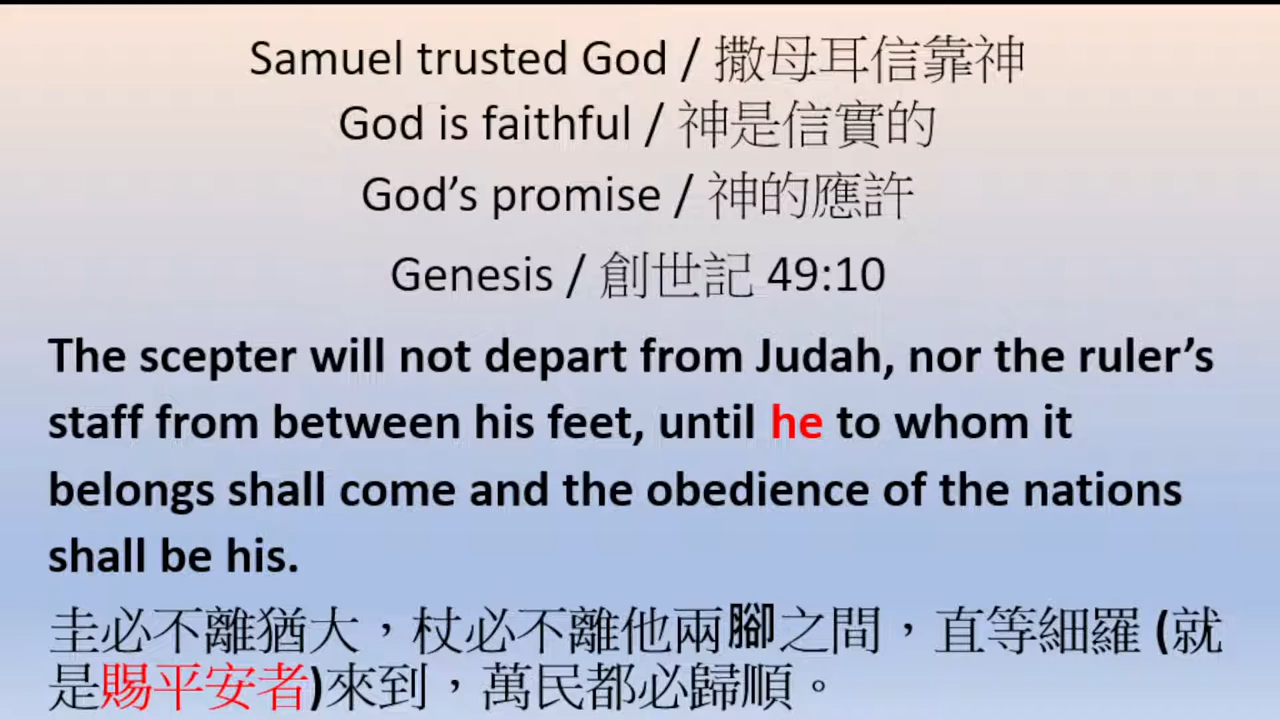 Samuel trusted God / 撒母耳信靠神
God is faithful / 神是信實的
God’s promise / 神的應許
Genesis / 創世記 49:10
The scepter will not depart from Judah, nor the ruler’s
staff from between his feet, until he to whom it
belongs shall come and the obedience of the nations
shall be his.
圭必不離猶大，杖必不離他兩腳之間，直等細羅 (就
是賜平安者)來到，萬民都必歸順。